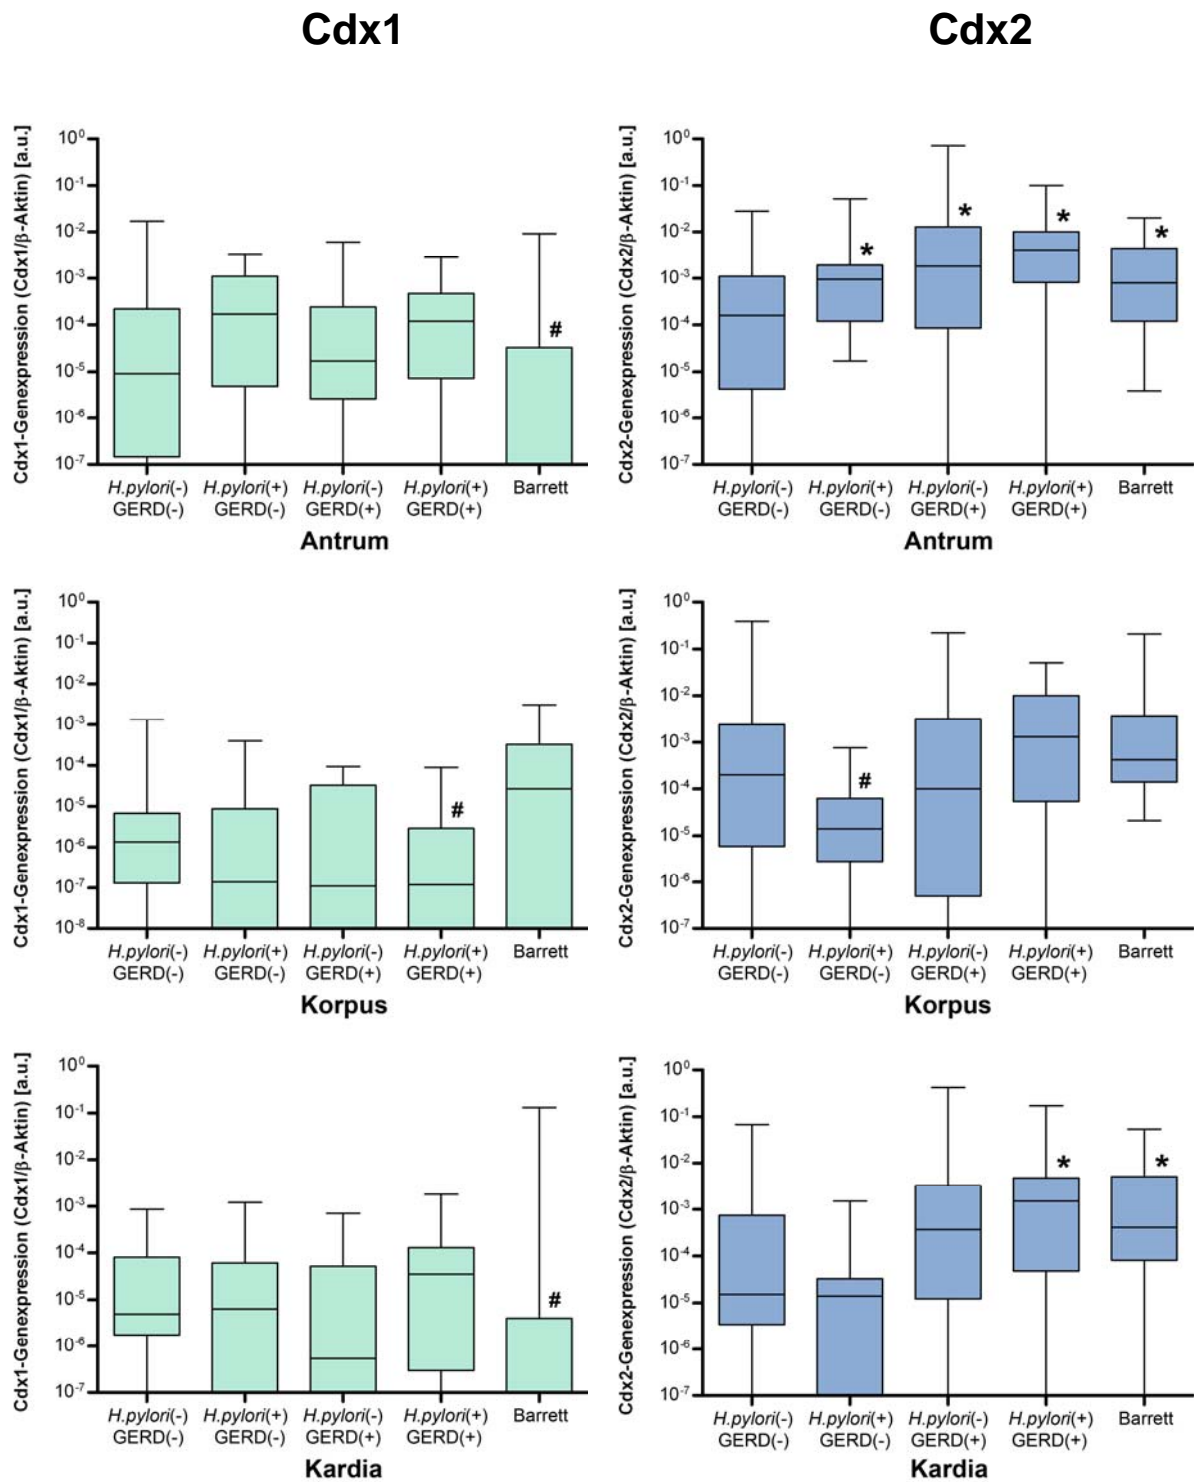 Cdx1
Cdx2
Cdx1-Genexpression (Cdx1/β-Aktin) [a.u.]
10⁰
10⁻¹
10⁻²
10⁻³
10⁻⁴
10⁻⁵
10⁻⁶
10⁻⁷
#
H.pylori(-) H.pylori(+) H.pylori(-) H.pylori(+) Barrett
GERD(-) GERD(-) GERD(+) GERD(+)
Antrum
Cdx2-Genexpression (Cdx2/β-Aktin) [a.u.]
10⁰
10⁻¹
10⁻²
10⁻³
10⁻⁴
10⁻⁵
10⁻⁶
10⁻⁷
* * * *
H.pylori(-) H.pylori(+) H.pylori(-) H.pylori(+) Barrett
GERD(-) GERD(-) GERD(+) GERD(+)
Antrum
Cdx1-Genexpression (Cdx1/β-Aktin) [a.u.]
10⁰
10⁻¹
10⁻²
10⁻³
10⁻⁴
10⁻⁵
10⁻⁶
10⁻⁷
10⁻⁸
#
H.pylori(-) H.pylori(+) H.pylori(-) H.pylori(+) Barrett
GERD(-) GERD(-) GERD(+) GERD(+)
Korpus
Cdx2-Genexpression (Cdx2/β-Aktin) [a.u.]
10⁰
10⁻¹
10⁻²
10⁻³
10⁻⁴
10⁻⁵
10⁻⁶
10⁻⁷
#
H.pylori(-) H.pylori(+) H.pylori(-) H.pylori(+) Barrett
GERD(-) GERD(-) GERD(+) GERD(+)
Korpus
Cdx1-Genexpression (Cdx1/β-Aktin) [a.u.]
10⁰
10⁻¹
10⁻²
10⁻³
10⁻⁴
10⁻⁵
10⁻⁶
10⁻⁷
#
H.pylori(-) H.pylori(+) H.pylori(-) H.pylori(+) Barrett
GERD(-) GERD(-) GERD(+) GERD(+)
Kardia
Cdx2-Genexpression (Cdx2/β-Aktin) [a.u.]
10⁰
10⁻¹
10⁻²
10⁻³
10⁻⁴
10⁻⁵
10⁻⁶
10⁻⁷
* *
H.pylori(-) H.pylori(+) H.pylori(-) H.pylori(+) Barrett
GERD(-) GERD(-) GERD(+) GERD(+)
Kardia